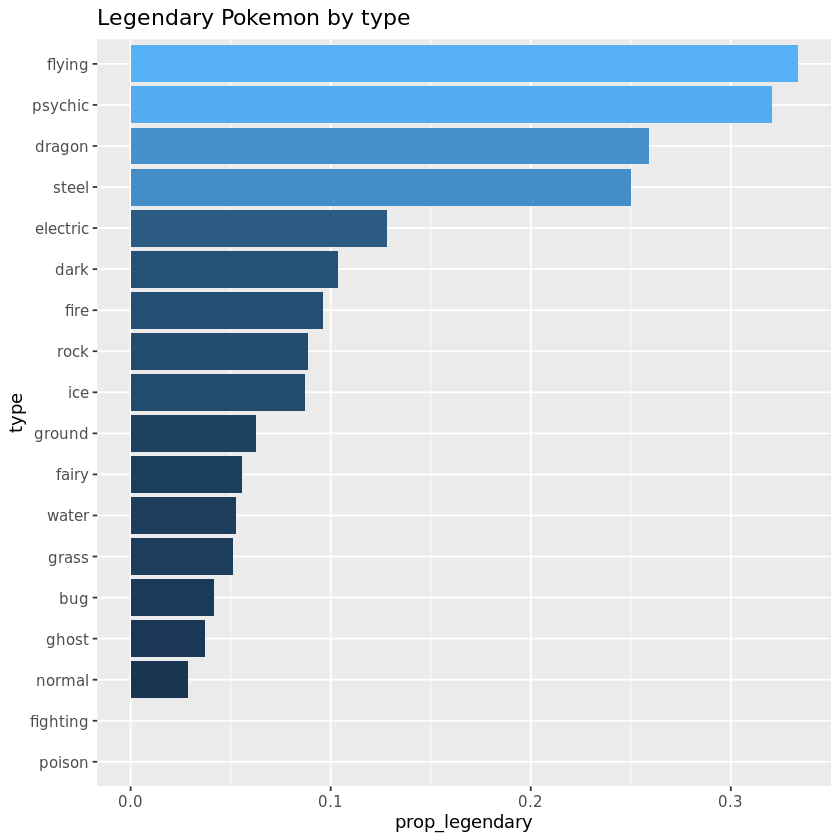 Legendary Pokemon by type
flying
psychic
dragon
steel
electric
dark
fire
rock
ice
ground
fairy
water
grass
bug
ghost
normal
fighting
poison
type
0.0 0.1 0.2 0.3
prop_legendary